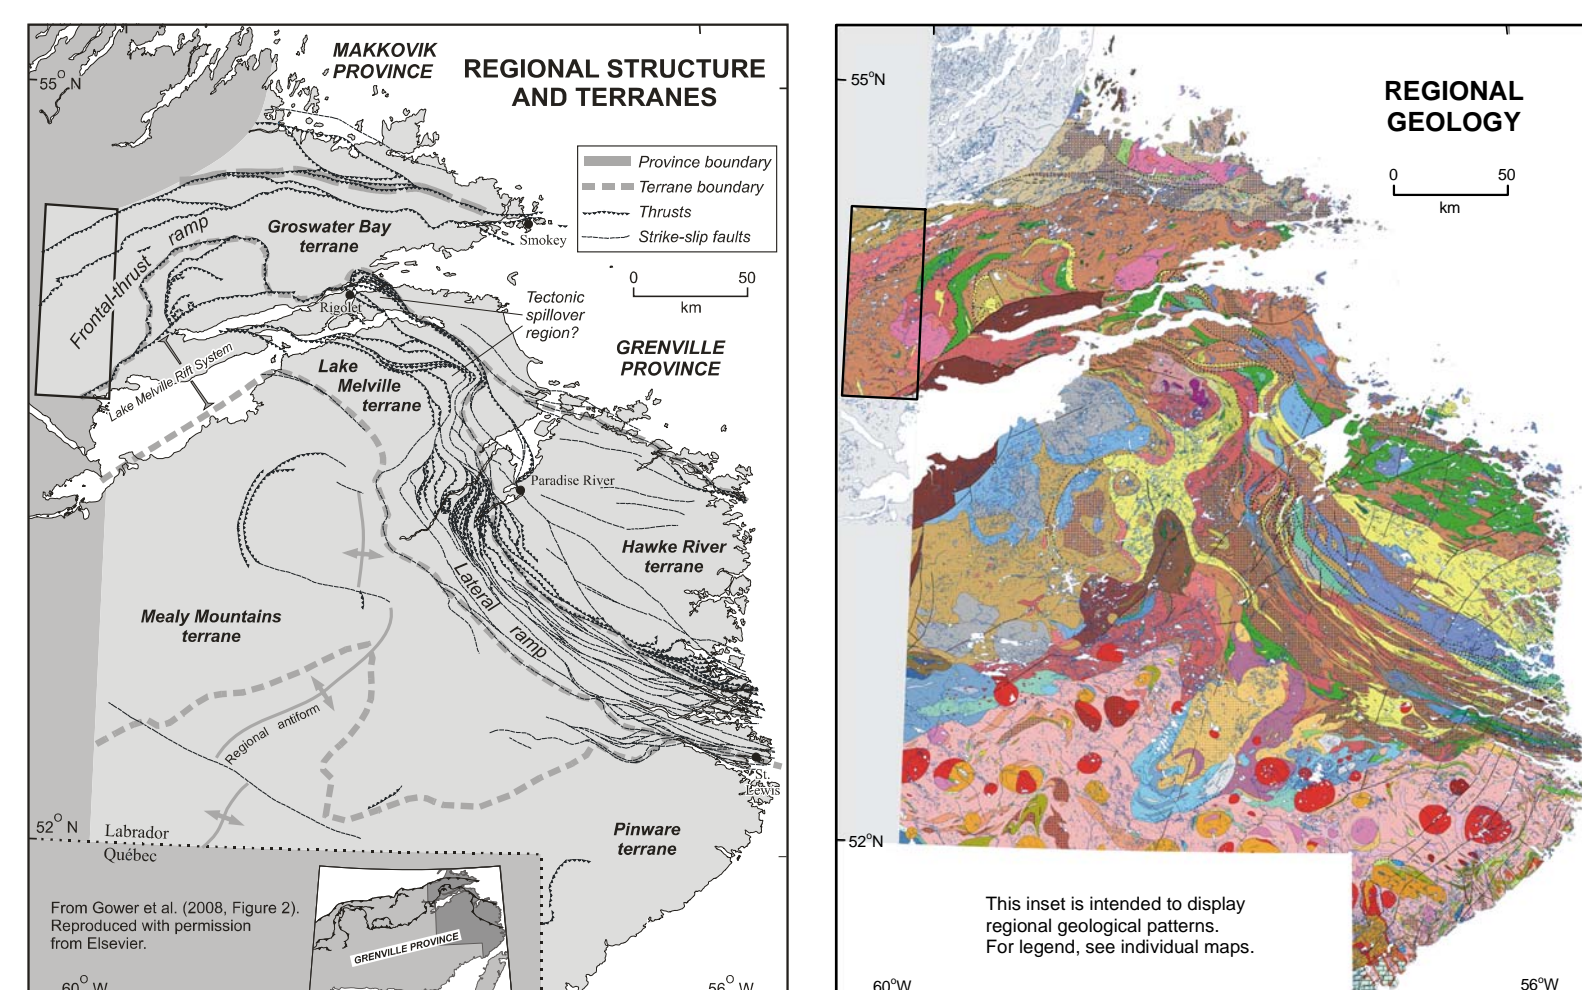 MAKKOVIK
PROVINCE
REGIONAL STRUCTURE
AND TERRANES
55° N
Province boundary
Terrane boundary
Thrusts
Strike-slip faults
0 50
km
ramp
Groswater Bay
terrane
Smokey
Frontal-thrust
Rigolet
Tectonic
spillover
region?
GRENVILLE
PROVINCE
Lake Melville Rift System
Lake
Melville
terrane
Paradise River
Hawke River
terrane
Lateral
ramp
Mealy Mountains
terrane
Regional antiform
St.
Lewis
52° N
Labrador
Québec
Pinware
terrane
From Gower et al. (2008, Figure 2).
Reproduced with permission
from Elsevier.
GRENVILLE PROVINCE
60° W
56° W
55°N
REGIONAL
GEOLOGY
0 50
km
52°N
This inset is intended to display
regional geological patterns.
For legend, see individual maps.
60°W
56°W